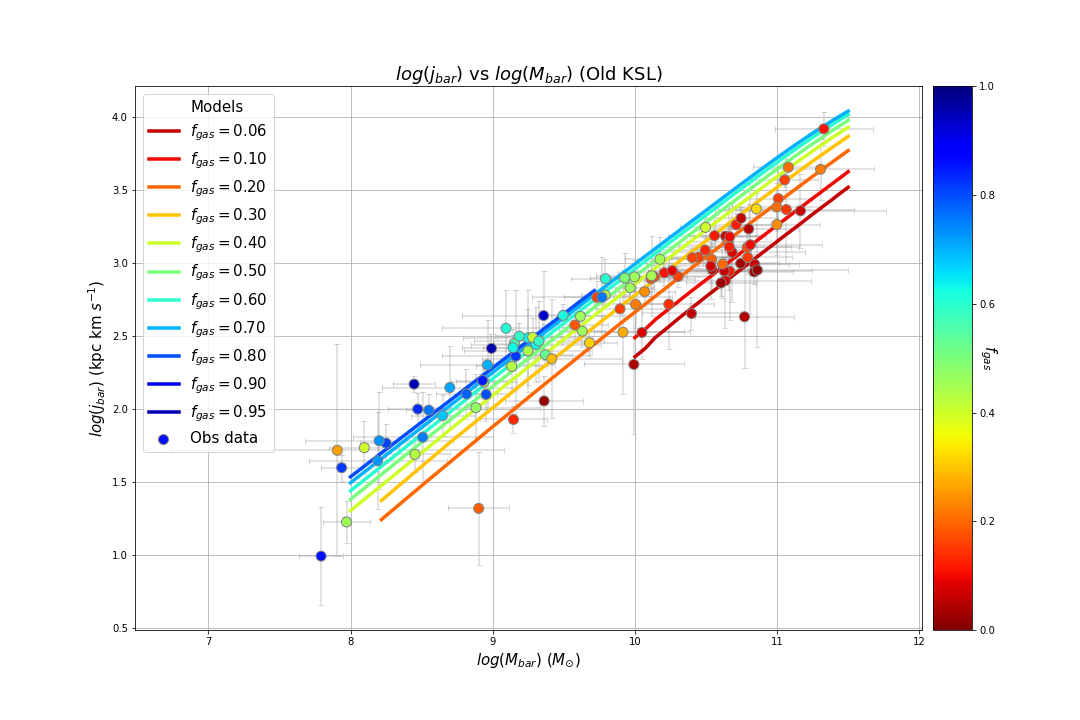 log(j_bar) vs log(M_bar) (Old KSL)
Models
f_gas = 0.06
f_gas = 0.10
f_gas = 0.20
f_gas = 0.30
f_gas = 0.40
f_gas = 0.50
f_gas = 0.60
f_gas = 0.70
f_gas = 0.80
f_gas = 0.90
f_gas = 0.95
Obs data
log(j_bar) (kpc km s⁻¹)
4.0
3.5
3.0
2.5
2.0
1.5
1.0
0.5
7
8
9
10
11
12
log(M_bar) (M_⊙)
1.0
0.8
0.6
0.4
0.2
0.0
f_gas